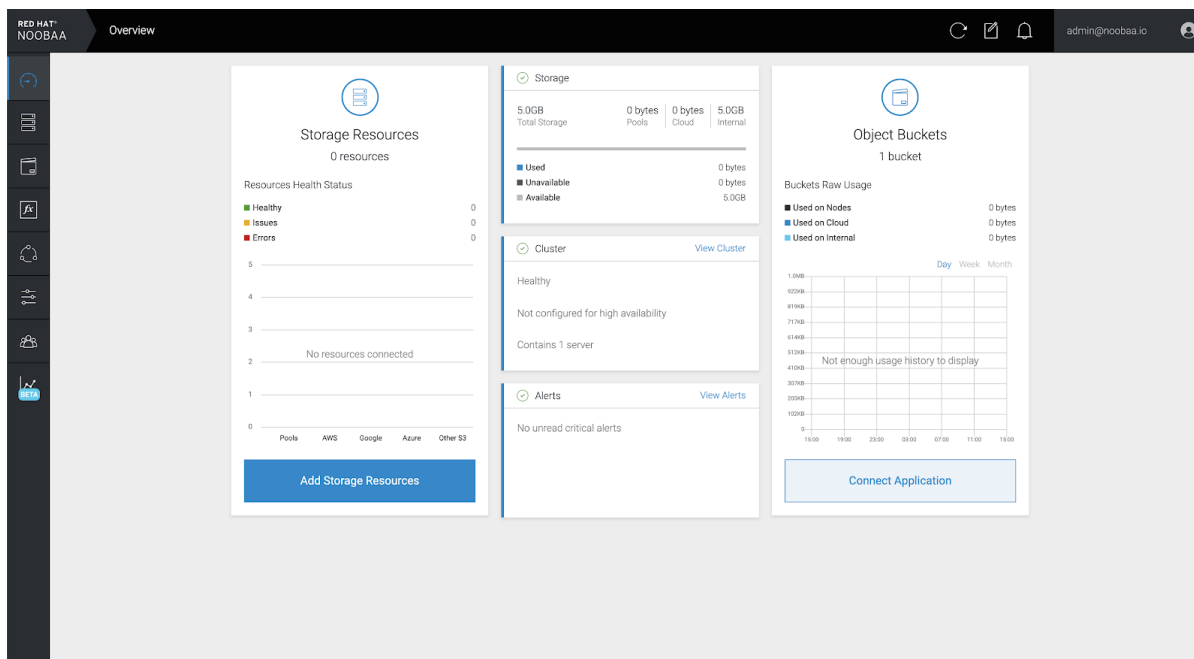 RED HAT®
NOOBAA
Overview
admin@noobaa.io
BETA
Storage Resources
0 resources
Resources Health Status
Healthy 0
Issues 0
Errors 0
5
4
3
2
1
0
No resources connected
Pools AWS Google Azure Other S3
Add Storage Resources
Storage
5.0GB 0 bytes 0 bytes 5.0GB
Total Storage Pools Cloud Internal
Used 0 bytes
Unavailable 0 bytes
Available 5.0GB
Cluster View Cluster
Healthy
Not configured for high availability
Contains 1 server
Alerts View Alerts
No unread critical alerts
Object Buckets
1 bucket
Buckets Raw Usage
Used on Nodes 0 bytes
Used on Cloud 0 bytes
Used on Internal 0 bytes
Day Week Month
1.0MB
922KB
819KB
717KB
614KB
512KB
410KB
307KB
205KB
102KB
0
Not enough usage history to display
15:00 19:00 23:00 03:00 07:00 11:00 15:00
Connect Application